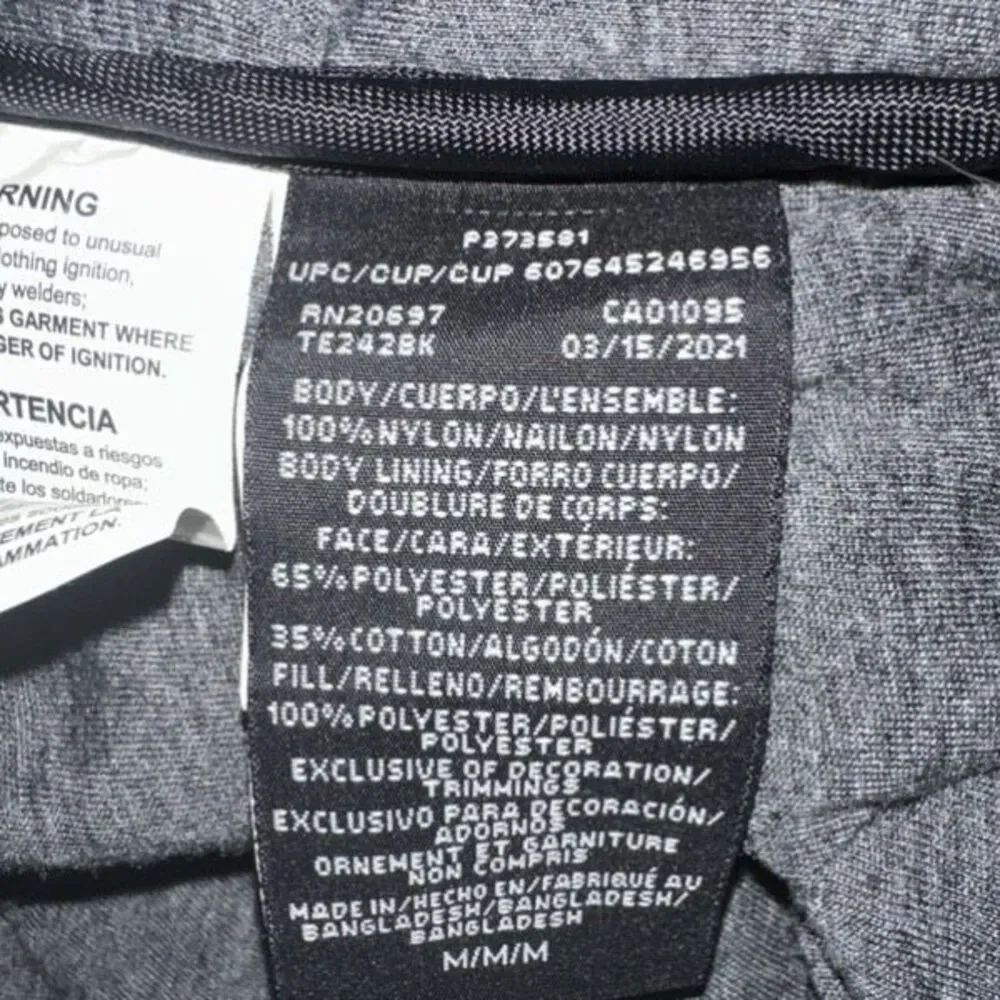 RNING
posed to unusual
othing ignition,
y welders;
GARMENT WHERE
GER OF IGNITION.
RTENCIA
expuestas a riesgos
incendio de ropa;
te los
EMENT
AMMATION.
P373581
UPC/CUP/CUP 607645246956
RN20697 CA01095
TE242BK 03/15/2021
BODY/CUERPO/L'ENSEMBLE:
100%NYLON/NAILON/NYLON
BODY LINING/FORRO CUERPO/
DOUBLURE DE CORPS:
FACE/CARA/EXTÉRIEUR:
65%POLYESTER/POLIÉSTER/
POLYESTER
35%COTTON/ALGODÓN/COTON
FILL/RELLENO/REMBOURRAGE:
100%POLYESTER/POLIÉSTER/
POLYESTER
EXCLUSIVE OF DECORATION/
TRIMMINGS
EXCLUSIVO PARA DECORACIÓN/
ADORNOS
ORNEMENT ET GARNITURE
NON COMPRIS
MADE IN/HECHO EN/FABRIQUÉ AU
BANGLADESH/BANGLADESH/
BANGLADESH
M/M/M